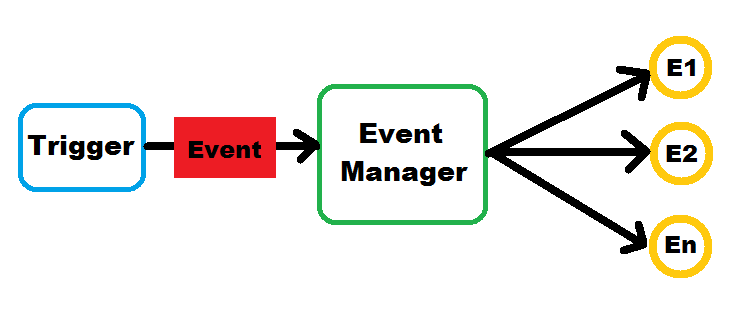 Trigger
Event
Event
Manager
E1
E2
En